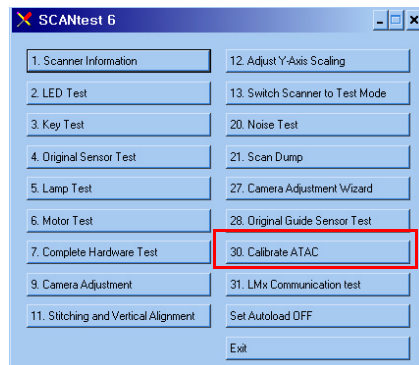 SCANtest 6
1. Scanner Information
2. LED Test
3. Key Test
4. Original Sensor Test
5. Lamp Test
6. Motor Test
7. Complete Hardware Test
9. Camera Adjustment
11. Stitching and Vertical Alignment
12. Adjust Y-Axis Scaling
13. Switch Scanner to Test Mode
20. Noise Test
21. Scan Dump
27. Camera Adjustment Wizard
28. Original Guide Sensor Test
30. Calibrate ATAC
31. LMx Communication test
Set Autoload OFF
Exit